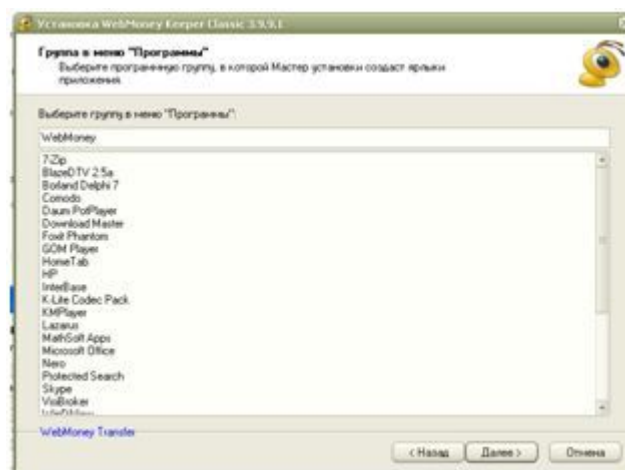 Установка WebMoney Keeper Classic 3.9.9.1
Группа в меню "Программы"
Выберите программную группу, в которой Мастер установки создаст ярлыки
приложения.
Выберите группу в меню "Программы":
WebMoney
7-Zip
BlazeDTV 2.5a
Borland Delphi 7
Comodo
Daum PotPlayer
Download Master
Foxit Phantom
GOM Player
HomeTab
HP
InterBase
K-Lite Codec Pack
KMPlayer
Lazarus
MathSoft Apps
Microsoft Office
Nero
Protected Search
Skype
VisiBroker
WebMoney Transfer
< Назад
Далее >
Отмена